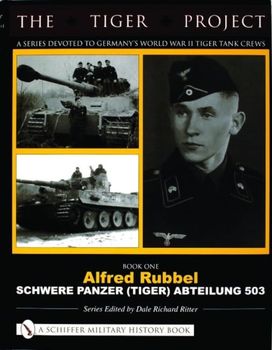 THE TIGER PROJECT
A SERIES DEVOTED TO GERMANY'S WORLD WAR II TIGER TANK CREWS
BOOK ONE
Alfred Rubbel
SCHWERE PANZER (TIGER) ABTEILUNG 503
Series Edited by Dale Richard Ritter
A SCHIFFER MILITARY HISTORY BOOK